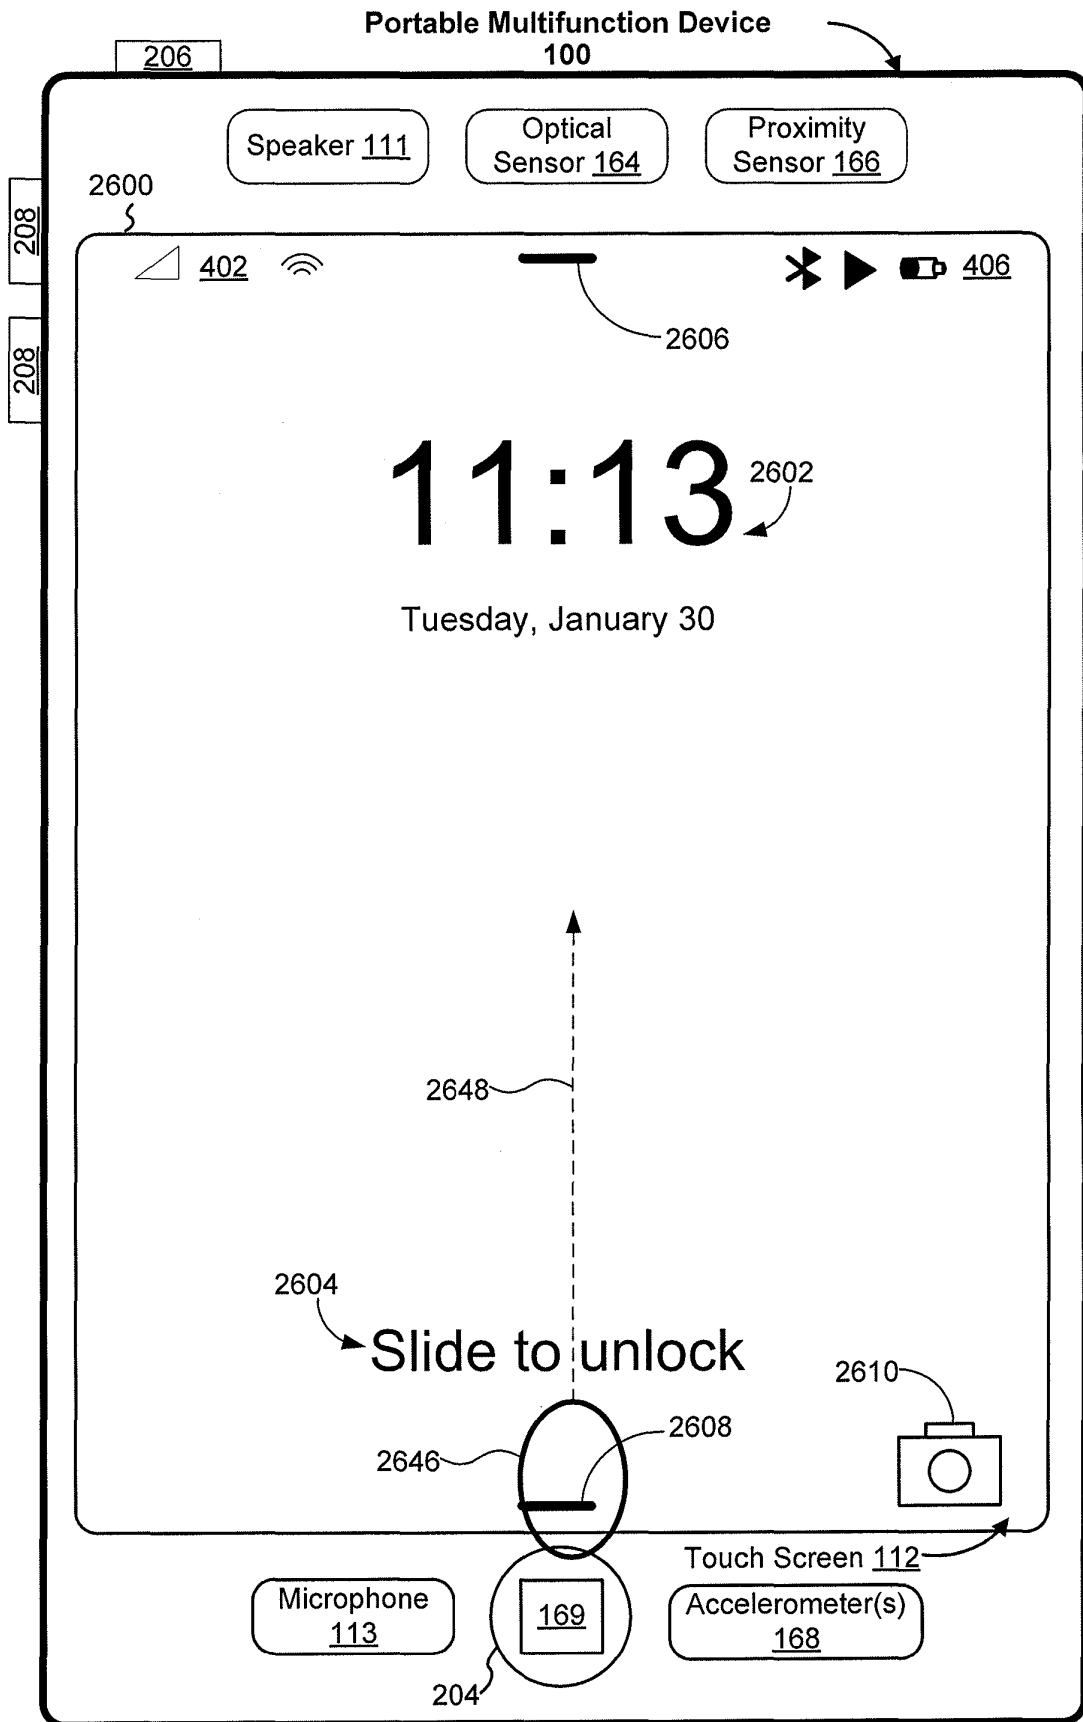 Portable Multifunction Device
100
206
Speaker 111
Optical
Sensor 164
Proximity
Sensor 166
2600
208
402
406
2606
208
11:13
2602
Tuesday, January 30
2648
2604
Slide to unlock
2610
2608
2646
Touch Screen 112
Microphone
113
169
Accelerometer(s)
168
204